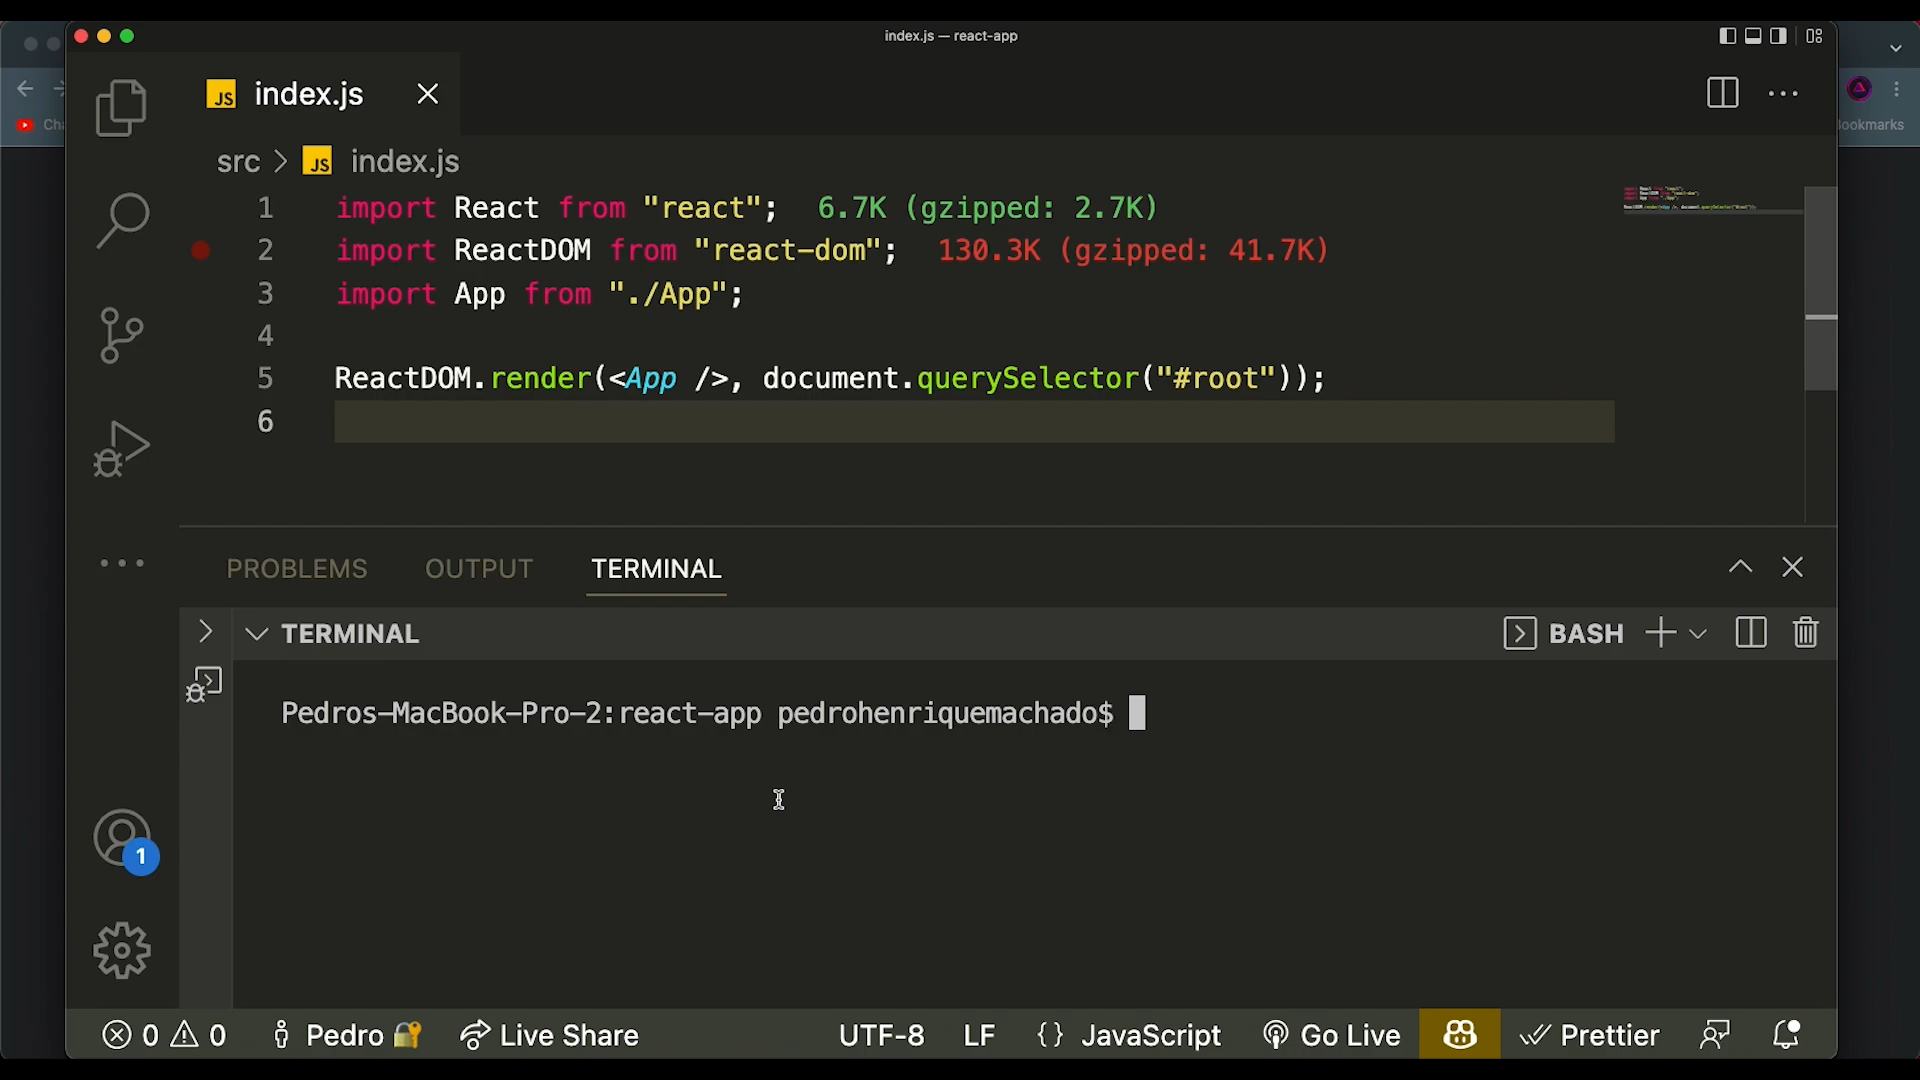 index.js — react-app
JS index.js
src > JS index.js
Cha
ookmarks
1 import React from "react"; 6.7K (gzipped: 2.7K)
2 import ReactDOM from "react-dom"; 130.3K (gzipped: 41.7K)
3 import App from "./App";
4
5 ReactDOM.render(<App />, document.querySelector("#root"));
6
PROBLEMS OUTPUT TERMINAL
TERMINAL BASH
Pedros-MacBook-Pro-2:react-app pedrohenriquemachado$
1
0 0 Pedro Live Share UTF-8 LF {} JavaScript Go Live Prettier